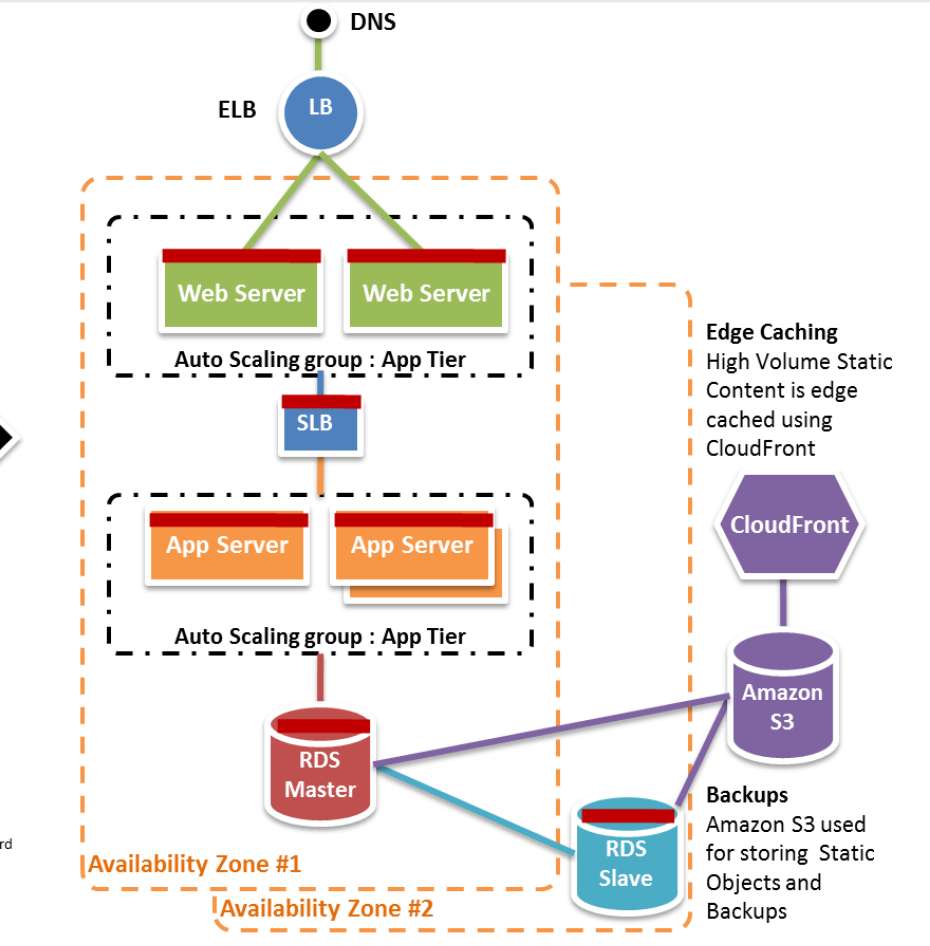 DNS
ELB
LB
Web Server
Web Server
Auto Scaling group : App Tier
SLB
App Server
App Server
Auto Scaling group : App Tier
RDS
Master
Availability Zone #1
Availability Zone #2
RDS
Slave
Edge Caching
High Volume Static
Content is edge
cached using
CloudFront
CloudFront
Amazon
S3
Backups
Amazon S3 used
for storing Static
Objects and
Backups
rd